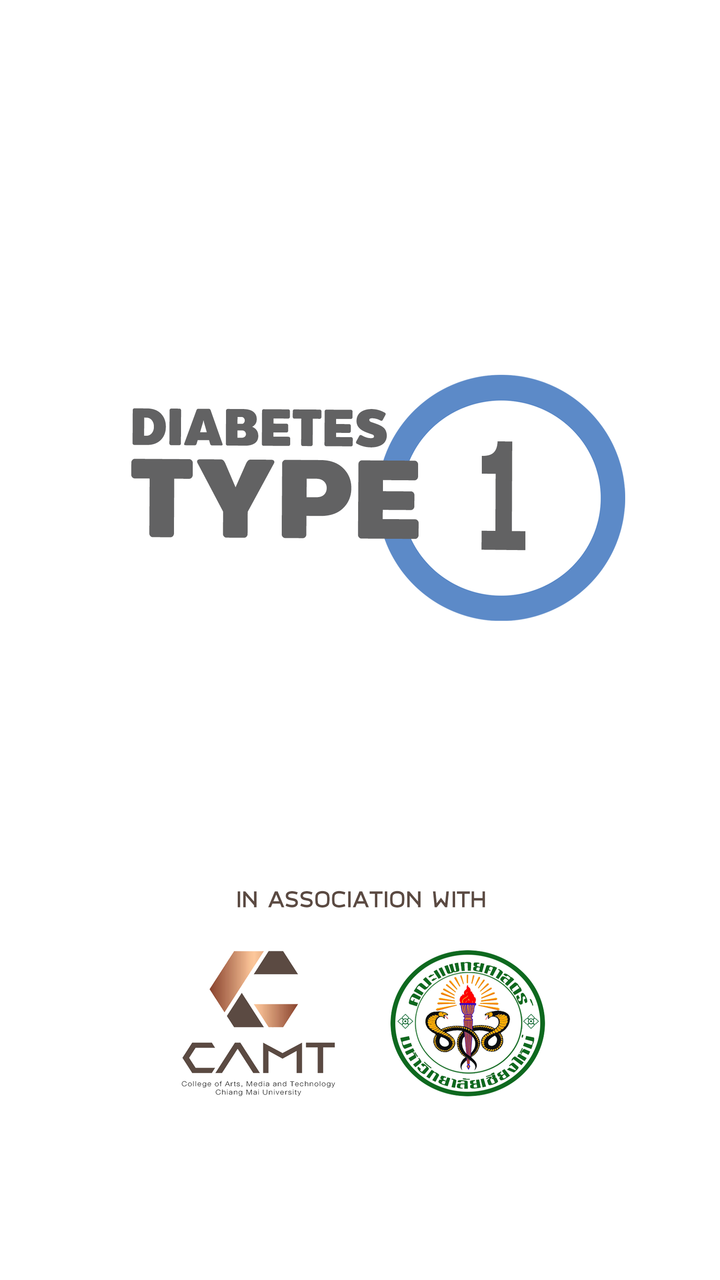 DIABETES
TYPE 1
IN ASSOCIATION WITH
CAMT
College of Arts, Media and Technology
Chiang Mai University
คณะแพทยศาสตร์
มหาวิทยาลัยเชียงใหม่